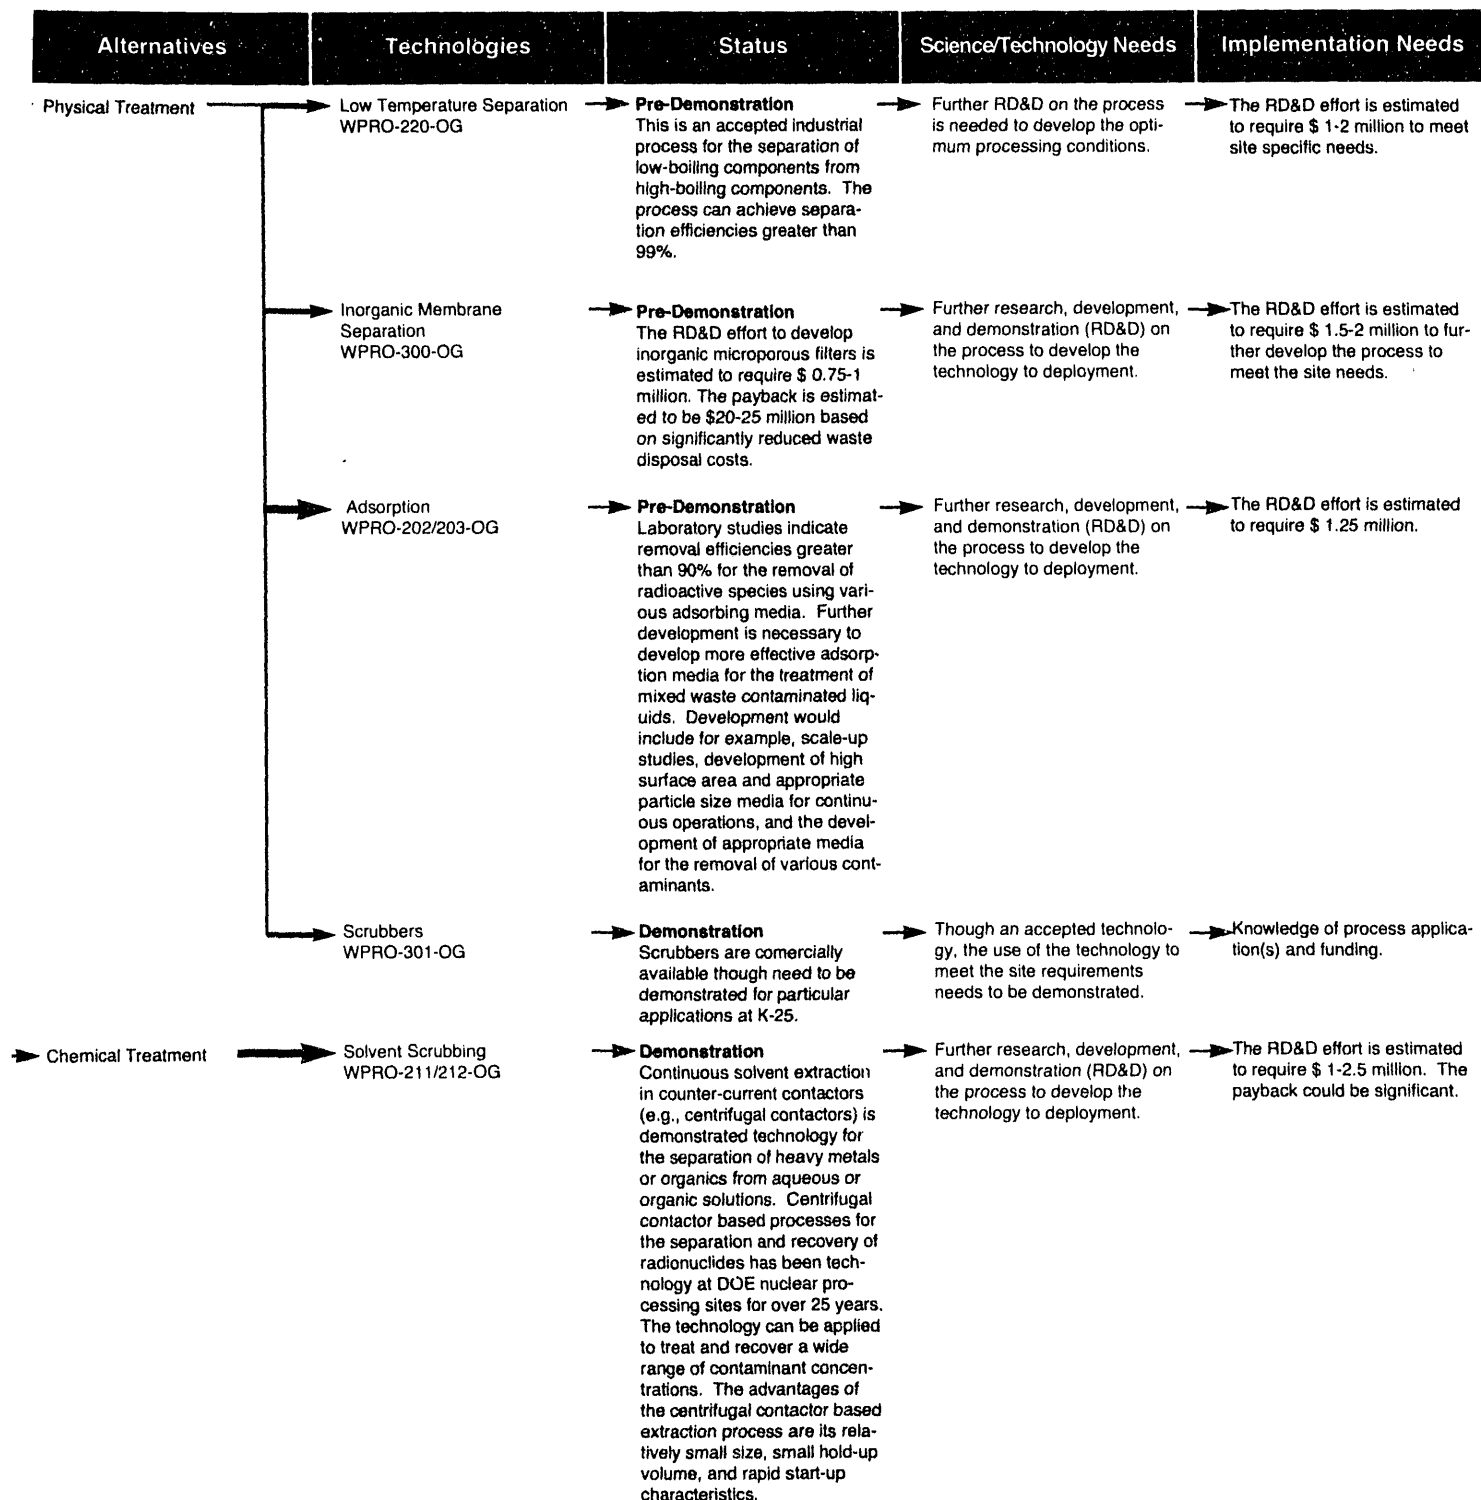 Alternatives
Technologies
Status
Science/Technology Needs
Implementation Needs
Physical Treatment
Low Temperature Separation
WPRO-220-OG
Pre-Demonstration
This is an accepted industrial
process for the separation of
low-boiling components from
high-boiling components. The
process can achieve separa-
tion efficiencies greater than
99%.
Further RD&D on the process
is needed to develop the opti-
mum processing conditions.
The RD&D effort is estimated
to require $ 1-2 million to meet
site specific needs.
Inorganic Membrane
Separation
WPRO-300-OG
Pre-Demonstration
The RD&D effort to develop
inorganic microporous filters is
estimated to require $ 0.75-1
million. The payback is estimat-
ed to be $20-25 million based
on significantly reduced waste
disposal costs.
Further research, development,
and demonstration (RD&D) on
the process to develop the
technology to deployment.
The RD&D effort is estimated
to require $ 1.5-2 million to fur-
ther develop the process to
meet the site needs.
Adsorption
WPRO-202/203-OG
Pre-Demonstration
Laboratory studies indicate
removal efficiencies greater
than 90% for the removal of
radioactive species using vari-
ous adsorbing media. Further
development is necessary to
develop more effective adsorp-
tion media for the treatment of
mixed waste contaminated liq-
uids. Development would
include for example, scale-up
studies, development of high
surface area and appropriate
particle size media for continu-
ous operations, and the devel-
opment of appropriate media
for the removal of various cont-
aminants.
Further research, development,
and demonstration (RD&D) on
the process to develop the
technology to deployment.
The RD&D effort is estimated
to require $ 1.25 million.
Scrubbers
WPRO-301-OG
Demonstration
Scrubbers are comercially
available though need to be
demonstrated for particular
applications at K-25.
Though an accepted technolo-
gy, the use of the technology to
meet the site requirements
needs to be demonstrated.
Knowledge of process applica-
tion(s) and funding.
Chemical Treatment
Solvent Scrubbing
WPRO-211/212-OG
Demonstration
Continuous solvent extraction
in counter-current contactors
(e.g., centrifugal contactors) is
demonstrated technology for
the separation of heavy metals
or organics from aqueous or
organic solutions. Centrifugal
contactor based processes for
the separation and recovery of
radionuclides has been tech-
nology at DOE nuclear pro-
cessing sites for over 25 years.
The technology can be applied
to treat and recover a wide
range of contaminant concen-
trations. The advantages of
the centrifugal contactor based
extraction process are its rela-
tively small size, small hold-up
volume, and rapid start-up
characteristics.
Further research, development,
and demonstration (RD&D) on
the process to develop the
technology to deployment.
The RD&D effort is estimated
to require $ 1-2.5 million. The
payback could be significant.